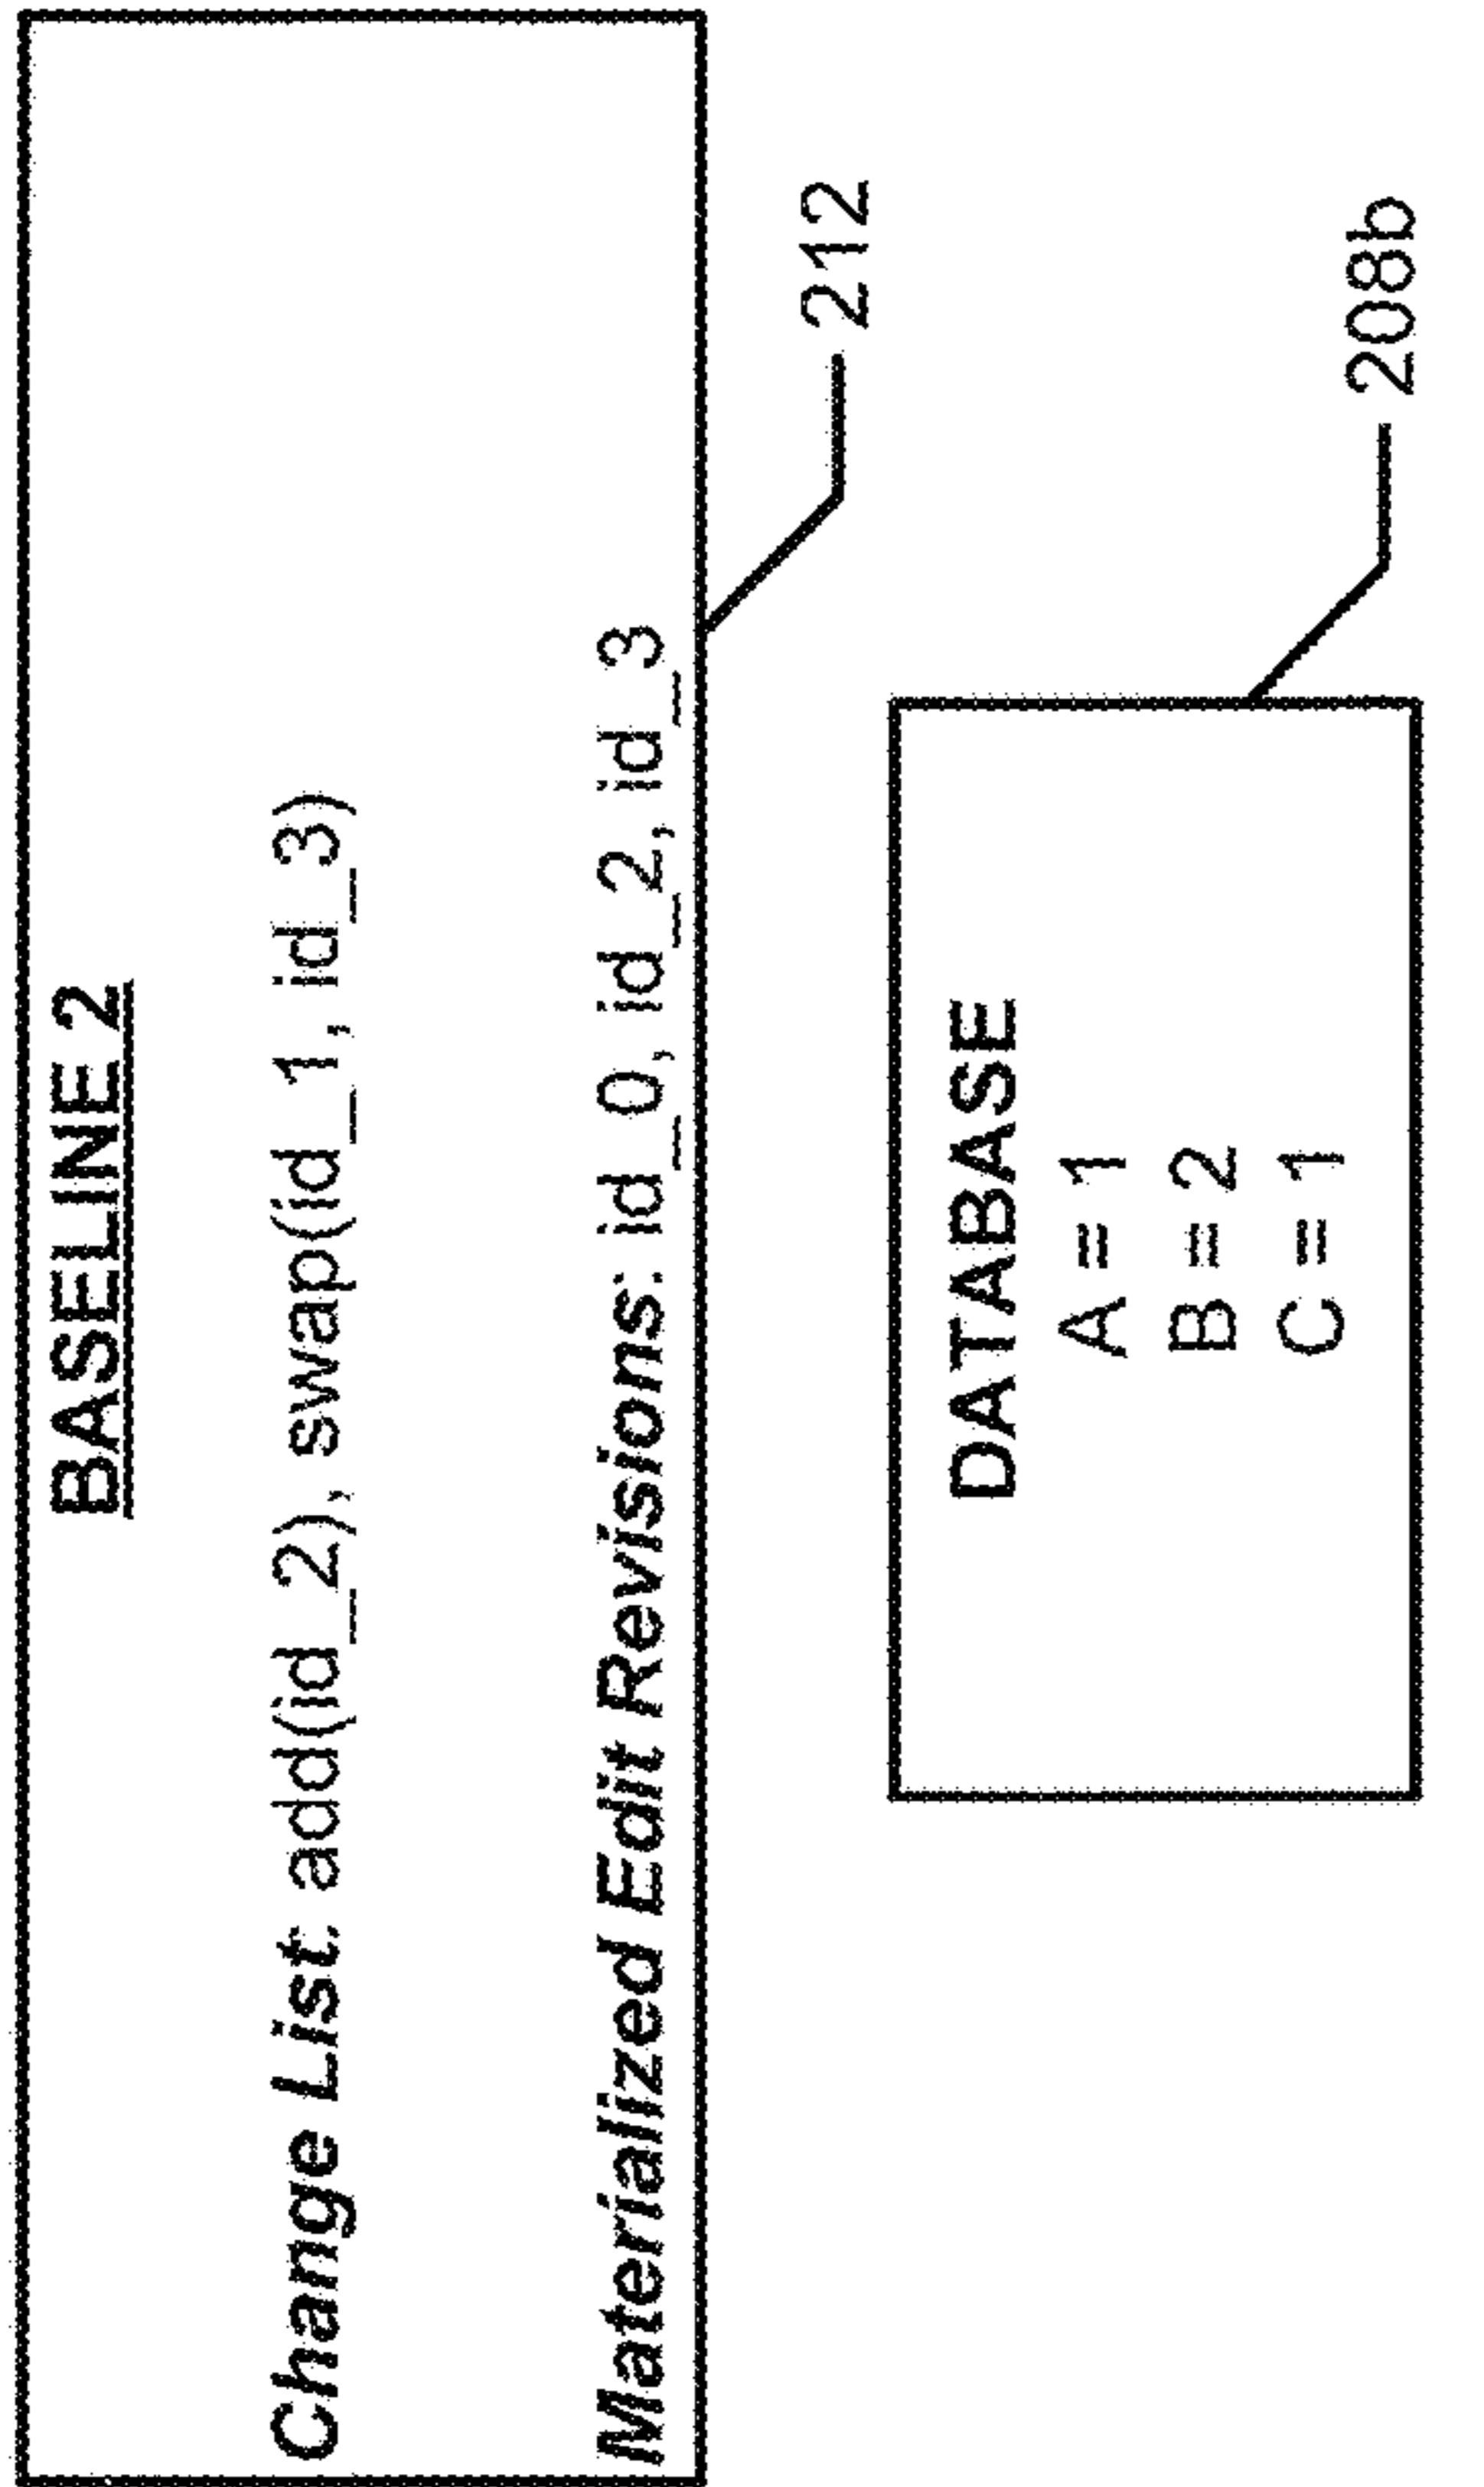 BASELINE 2
Change List: add(id_2), swap(id_1, id_3)
Materialized Edit Revisions: id_0, id_2, id_3
212
DATABASE
A = 1
B = 2
C = 1
208b